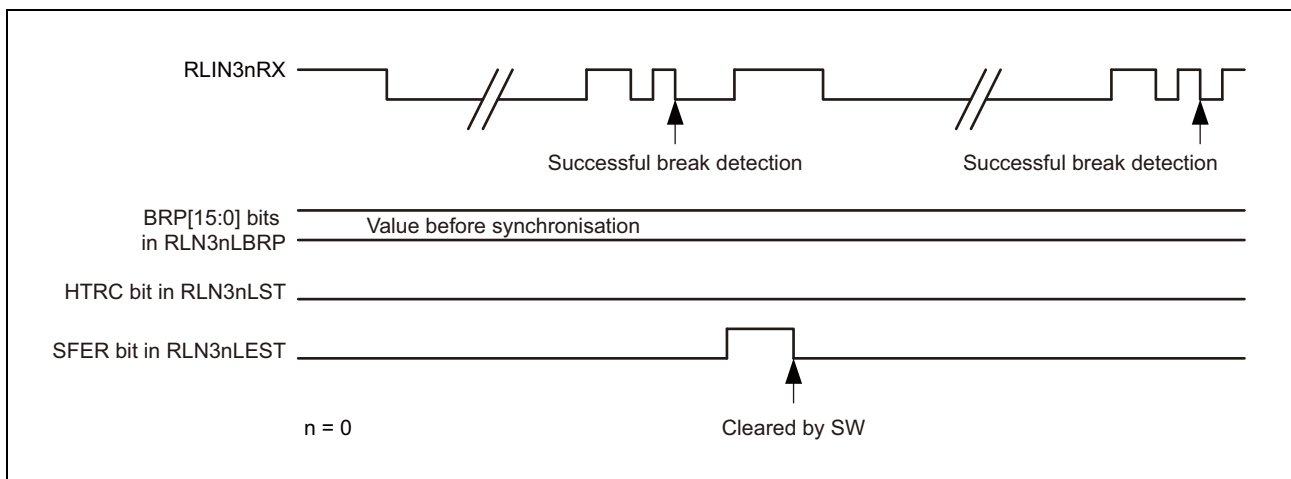 RLIN3nRX
Successful break detection
Successful break detection
BRP[15:0] bits
in RLN3nLBRP
Value before synchronisation
HTRC bit in RLN3nLST
SFER bit in RLN3nLEST
n = 0
Cleared by SW